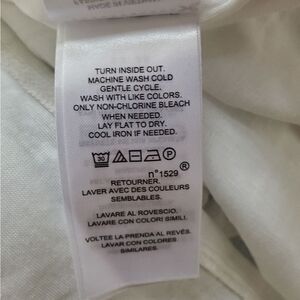 TURN INSIDE OUT.
MACHINE WASH COLD
GENTLE CYCLE.
WASH WITH LIKE COLORS.
ONLY NON-CHLORINE BLEACH
WHEN NEEDED.
LAY FLAT TO DRY.
COOL IRON IF NEEDED.
30 P
n°1529 ®
RETOURNER.
LAVER AVEC DES COULEURS
SEMBLABLES.
LAVARE AL ROVESCIO.
LAVARE CON COLORI SIMILI.
VOLTEE LA PRENDA AL REVÉS.
LAVAR CON COLORES
SIMILARES.